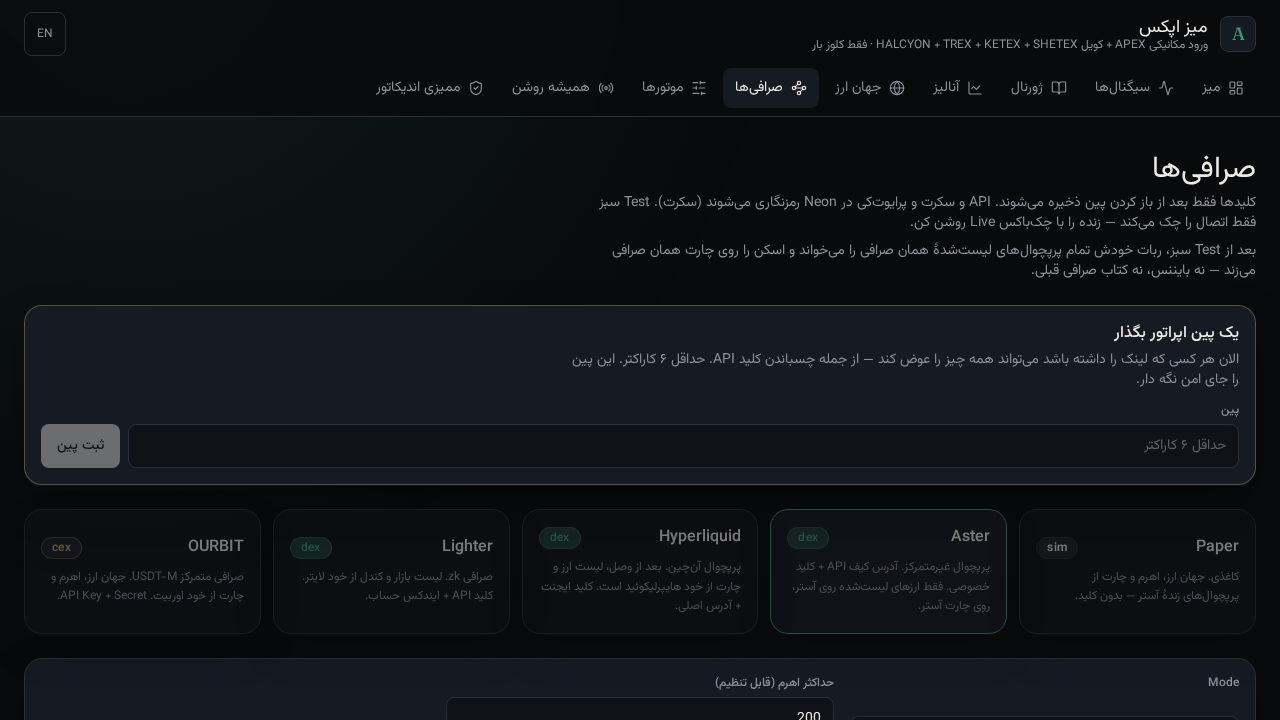 A
میز اپکس
ورود مکانیکی APEX + کویل HALCYON + TREX + KETEX + SHETEX · فقط کلوز بار
EN
میز
سیگنال‌ها
ژورنال
آنالیز
جهان ارز
صرافی‌ها
موتورها
همیشه روشن
ممیزی اندیکاتور
صرافی‌ها
کلیدها فقط بعد از باز کردن پین ذخیره می‌شوند. API و سکرت و پرایوت‌کی در Neon رمزنگاری می‌شوند (سکرت). Test سبز
فقط اتصال را چک می‌کند — زنده را با چک‌باکس Live روشن کن.
بعد از Test سبز، ربات خودش تمام پرپچوال‌های لیست‌شدهٔ همان صرافی را می‌خواند و اسکن را روی چارت همان صرافی
می‌زند — نه بایننس، نه کتاب صرافی قبلی.
یک پین اپراتور بگذار
الان هر کسی که لینک را داشته باشد می‌تواند همه چیز را عوض کند — از جمله چسباندن کلید API. حداقل ۶ کاراکتر. این پین
را جای امن نگه دار.
پین
حداقل ۶ کاراکتر
ثبت پین
Paper
sim
کاغذی. جهان ارز، اهرم و چارت از
پرپچوال‌های زندهٔ آستر — بدون کلید.
Aster
dex
پرپچوال غیرمتمرکز. آدرس کیف API + کلید
خصوصی. فقط ارزهای لیست‌شده روی آستر،
روی چارت آستر.
Hyperliquid
dex
پرپچوال آن‌چین. بعد از وصل، لیست ارز و
چارت از خود هایپرلیکوئید است. کلید ایجنت
+ آدرس اصلی.
Lighter
dex
صرافی zk. لیست بازار و کندل از خود لایتر.
کلید API + ایندکس حساب.
OURBIT
cex
صرافی متمرکز USDT-M. جهان ارز، اهرم و
چارت از خود اوربیت. API Key + Secret.
Mode
حداکثر اهرم (قابل تنظیم)
200